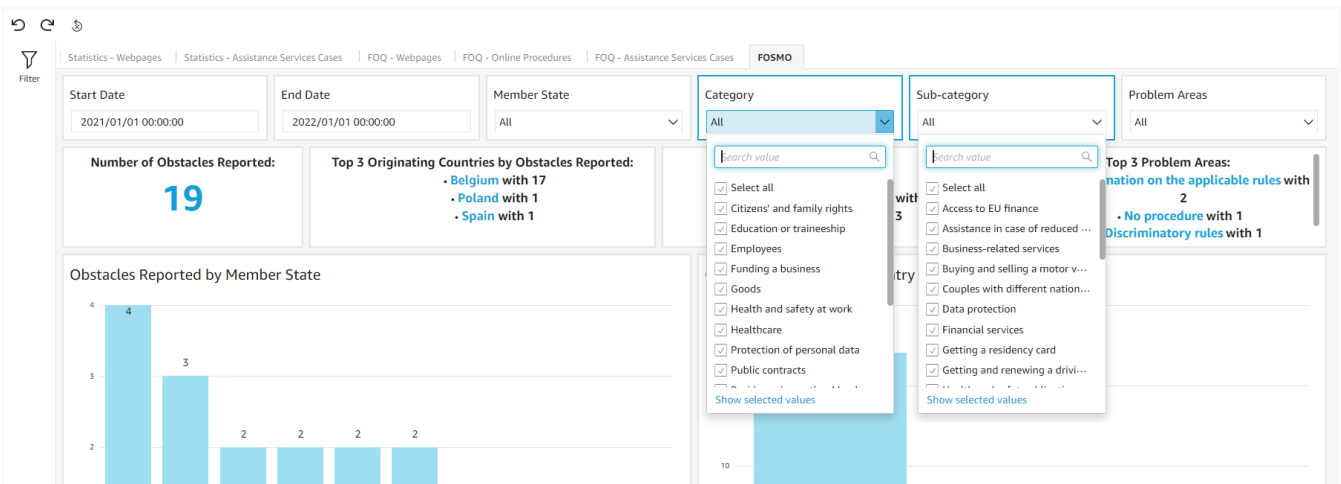 Filter
Statistics - Webpages
Statistics - Assistance Services Cases
FOQ - Webpages
FOQ - Online Procedures
FOQ - Assistance Services Cases
FOSMO
Start Date
2021/01/01 00:00:00
End Date
2022/01/01 00:00:00
Member State
All
Category
All
Sub-category
All
Problem Areas
All
Number of Obstacles Reported:
19
Top 3 Originating Countries by Obstacles Reported:
• Belgium with 17
• Poland with 1
• Spain with 1
with
3
Top 3 Problem Areas:
mation on the applicable rules with
2
• No procedure with 1
Discriminatory rules with 1
Search value
Select all
Citizens' and family rights
Education or traineeship
Employees
Funding a business
Goods
Health and safety at work
Healthcare
Protection of personal data
Public contracts
Show selected values
Search value
Select all
Access to EU finance
Assistance in case of reduced ...
Business-related services
Buying and selling a motor v...
Couples with different nation...
Data protection
Financial services
Getting a residency card
Getting and renewing a drivi...
Show selected values
Obstacles Reported by Member State
4
4
3
3
2
2
2
2
2
try
10